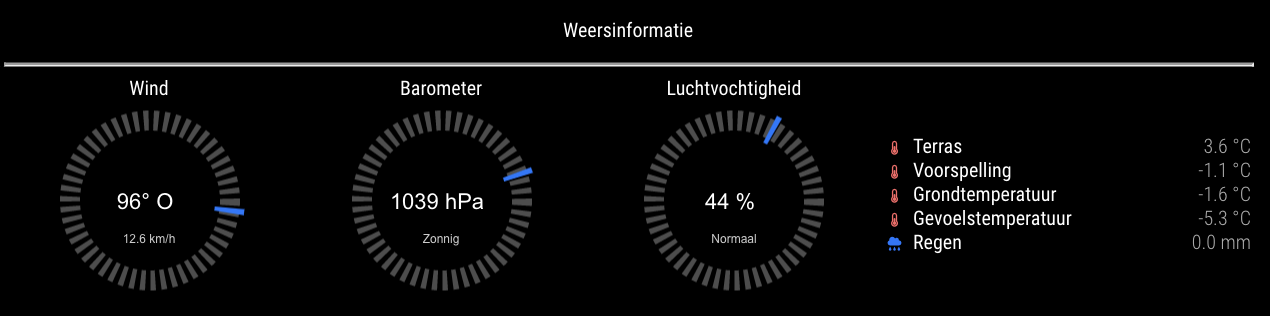 Weersinformatie
Wind
96° O
12.6 km/h
Barometer
1039 hPa
Zonnig
Luchtvochtigheid
44 %
Normaal
Terras 3.6 °C
Voorspelling -1.1 °C
Grondtemperatuur -1.6 °C
Gevoelstemperatuur -5.3 °C
Regen 0.0 mm